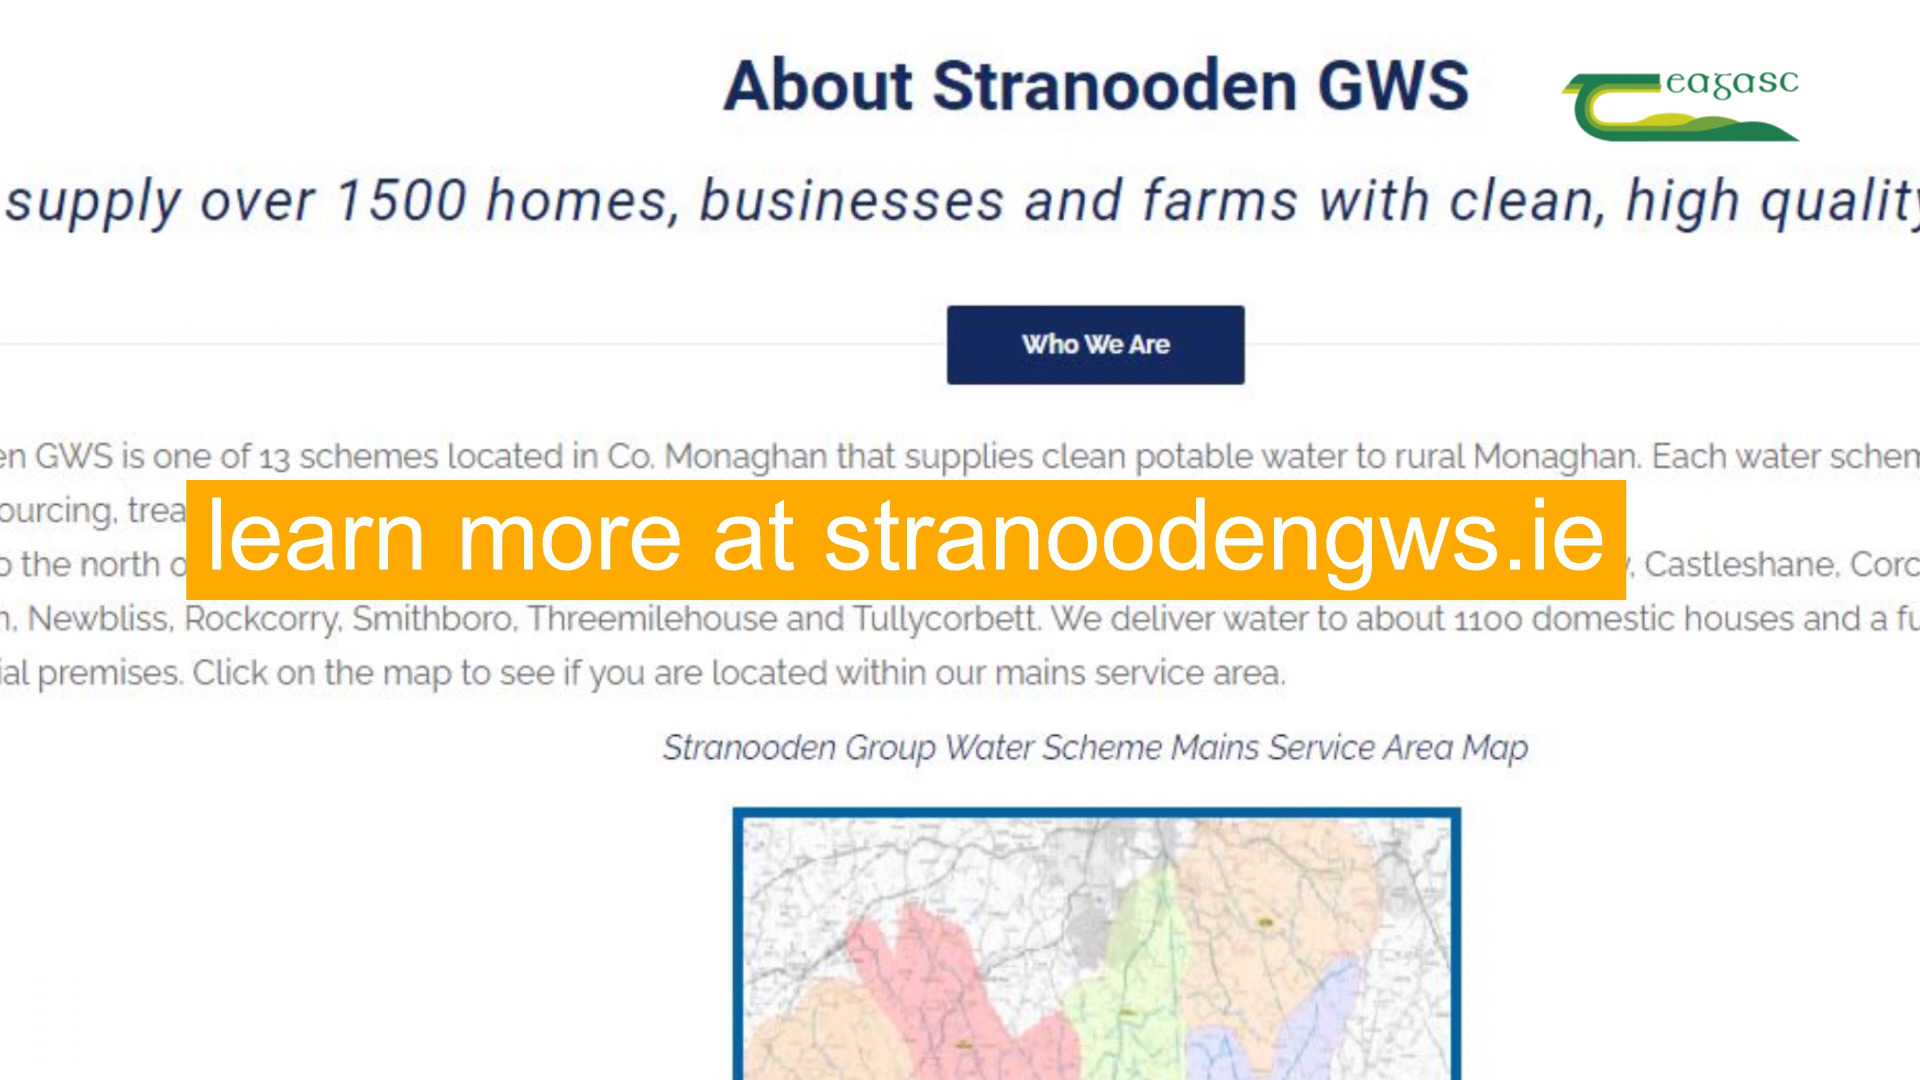 About Stranooden GWS
eagasc
supply over 1500 homes, businesses and farms with clean, high quality
Who We Are
en GWS is one of 13 schemes located in Co. Monaghan that supplies clean potable water to rural Monaghan. Each water schem
ourcing, trea
learn more at stranoodengws.ie
o the north o
, Castleshane, Corc
n, Newbliss, Rockcorry, Smithboro, Threemilehouse and Tullycorbett. We deliver water to about 1100 domestic houses and a fu
ial premises. Click on the map to see if you are located within our mains service area.
Stranooden Group Water Scheme Mains Service Area Map